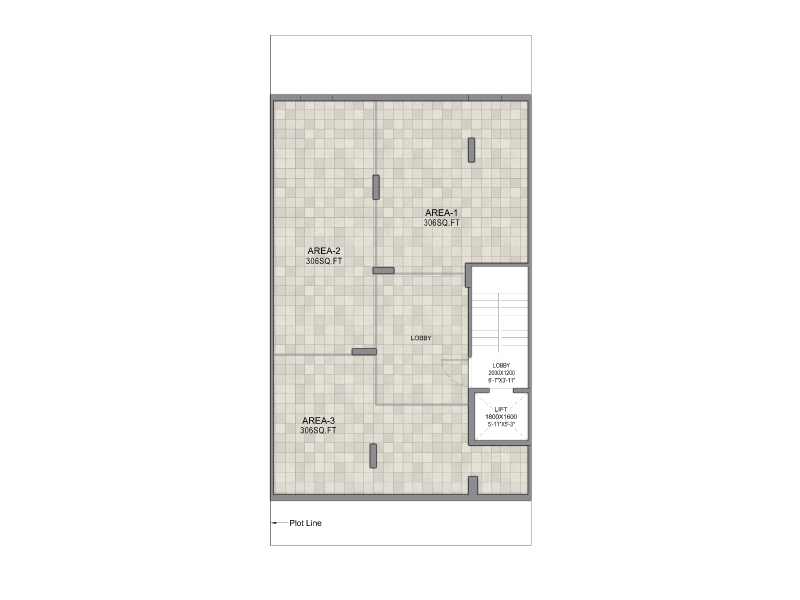 AREA-1
306SQ.FT
AREA-2
306SQ.FT
LOBBY
LOBBY
2030X1200
6'-7"X3'-11"
LIFT
1800X1600
5'-11"X5'-3"
AREA-3
306SQ.FT
Plot Line